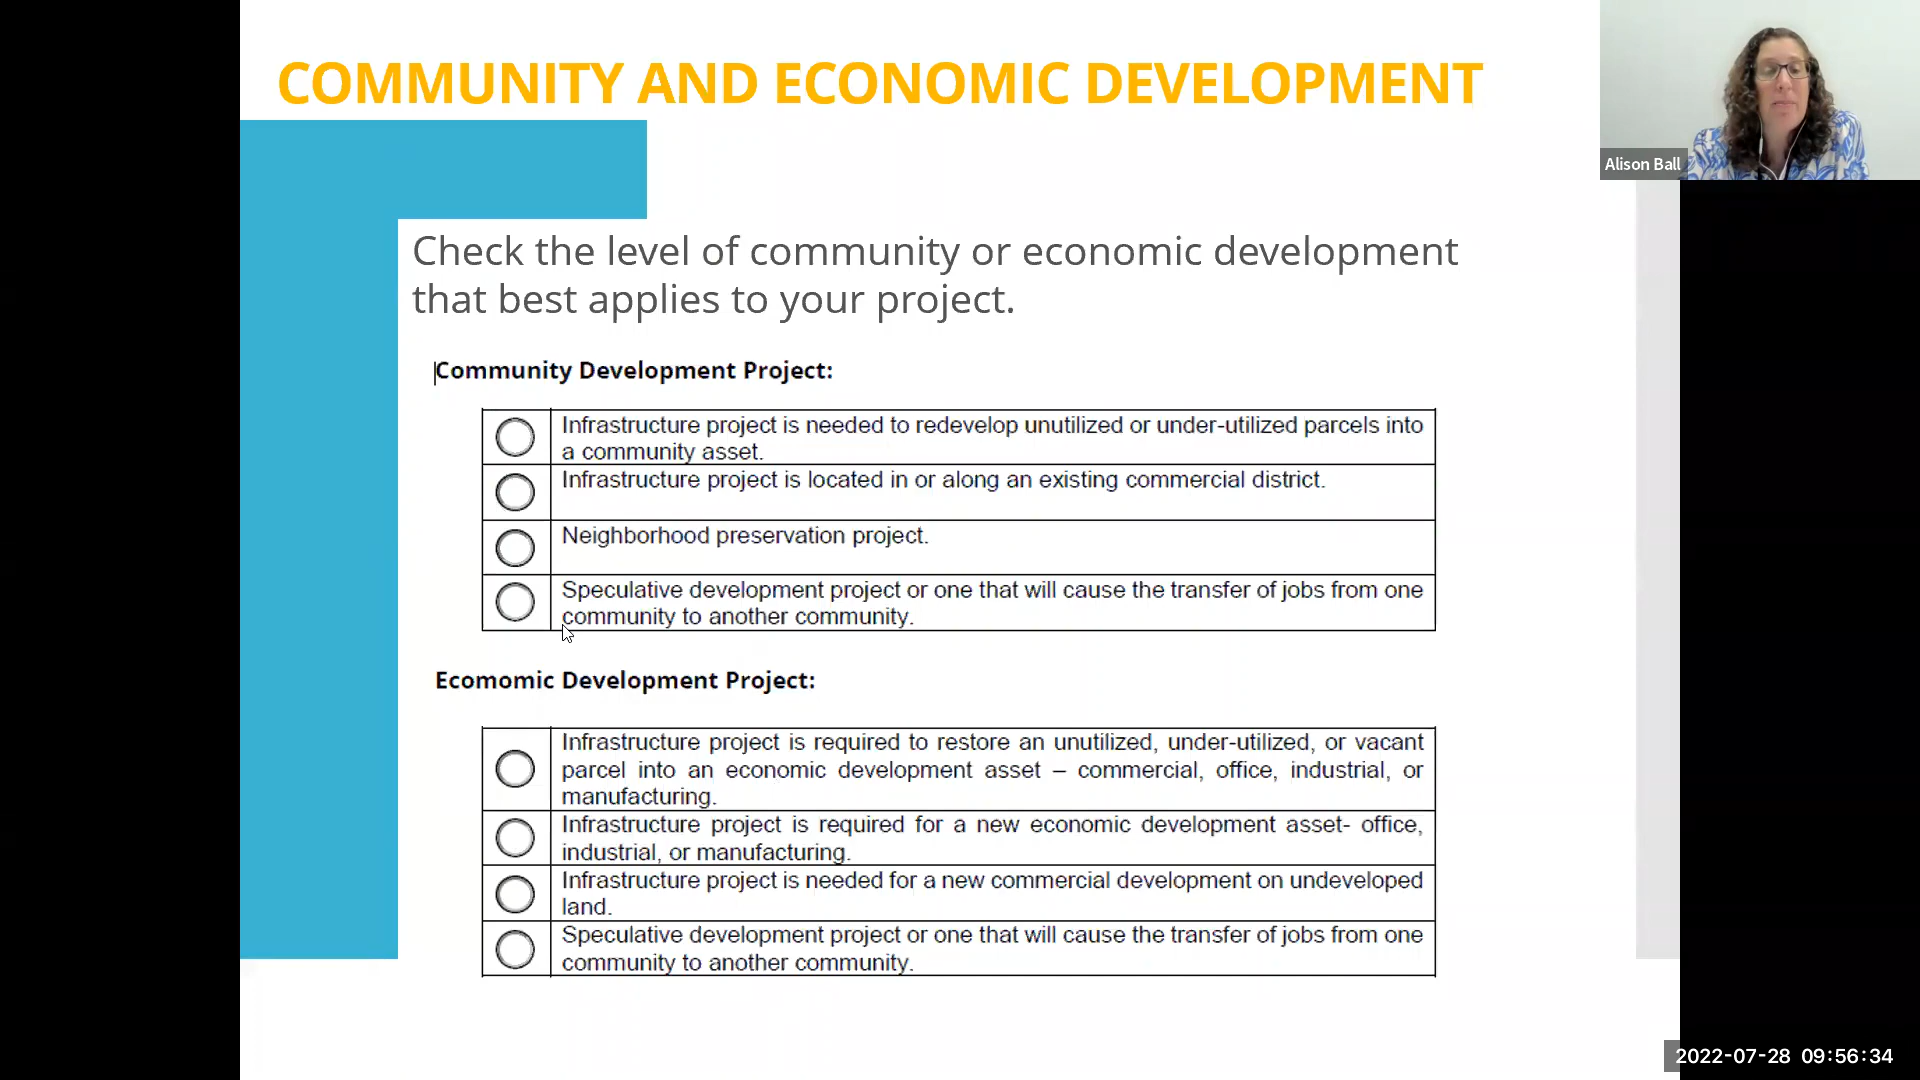 COMMUNITY AND ECONOMIC DEVELOPMENT
Alison Ball
Check the level of community or economic development
that best applies to your project.
Community Development Project:
Infrastructure project is needed to redevelop unutilized or under-utilized parcels into
a community asset.
Infrastructure project is located in or along an existing commercial district.
Neighborhood preservation project.
Speculative development project or one that will cause the transfer of jobs from one
community to another community.
Ecomomic Development Project:
Infrastructure project is required to restore an unutilized, under-utilized, or vacant
parcel into an economic development asset – commercial, office, industrial, or
manufacturing.
Infrastructure project is required for a new economic development asset- office,
industrial, or manufacturing.
Infrastructure project is needed for a new commercial development on undeveloped
land.
Speculative development project or one that will cause the transfer of jobs from one
community to another community.
2022-07-28 09:56:34